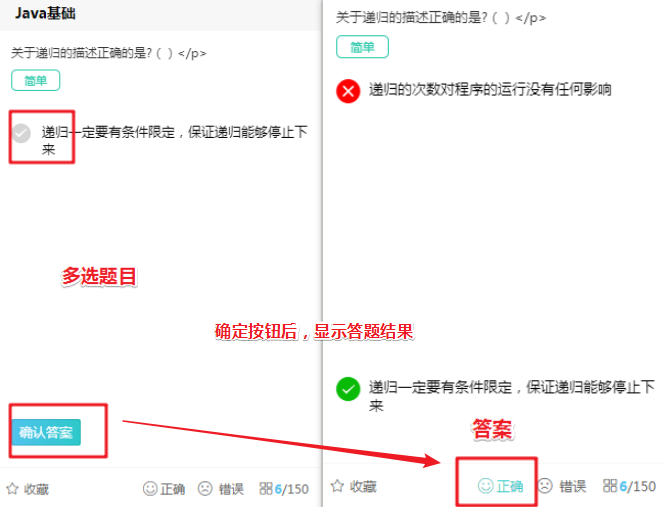 Java基础
关于递归的描述正确的是?（ ）</p>
简单
递归一定要有条件限定，保证递归能够停止下
来
多选题目
确认答案
收藏
正确
错误
6/150
关于递归的描述正确的是?（ ）</p>
简单
递归的次数对程序的运行没有任何影响
确定按钮后，显示答题结果
递归一定要有条件限定，保证递归能够停止下
来
答案
收藏
正确
错误
6/150